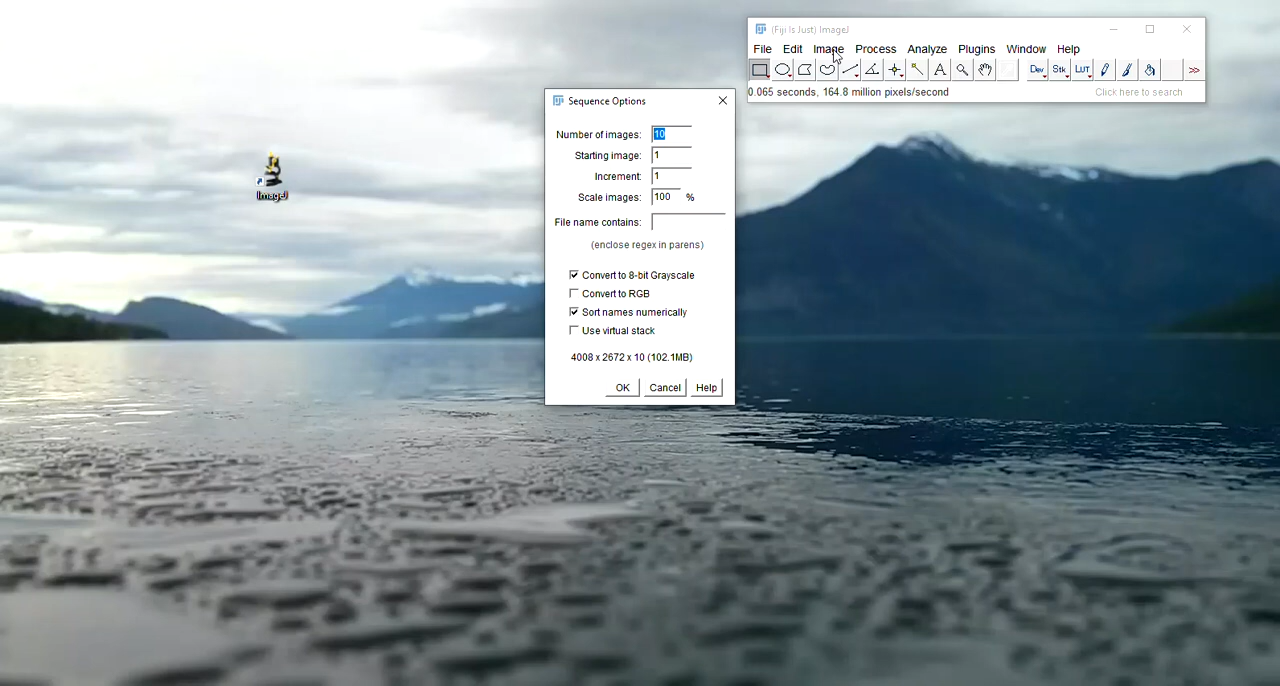 (Fiji Is Just) ImageJ
File Edit Image Process Analyze Plugins Window Help
Dev Stk LUT >>
0.065 seconds, 164.8 million pixels/second
Click here to search
Sequence Options
Number of images: 10
Starting image: 1
Increment: 1
Scale images: 100 %
File name contains:
(enclose regex in parens)
Convert to 8-bit Grayscale
Convert to RGB
Sort names numerically
Use virtual stack
4008 x 2672 x 10 (102.1MB)
OK Cancel Help
ImageJ